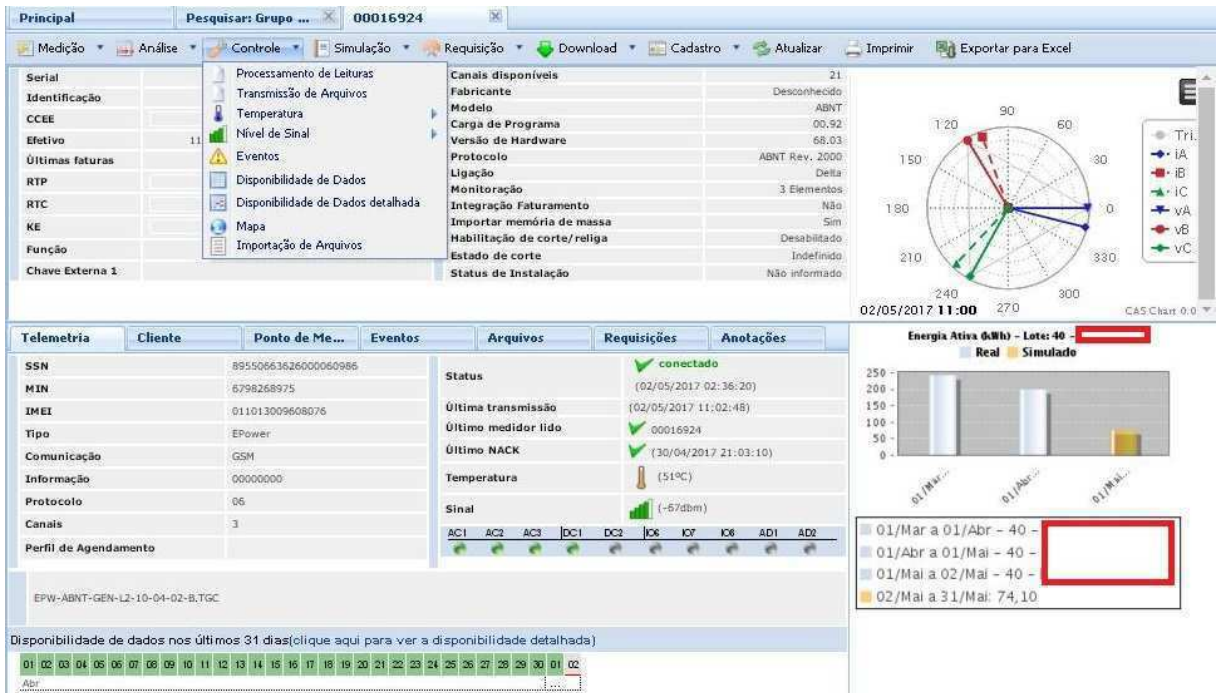 Principal Pesquisar: Grupo ... 00016924
Medição Análise Controle Simulação Requisição Download Cadastro Atualizar Imprimir Exportar para Excel
Serial
Identificação
CCEE
Efetivo 11
Últimas faturas
RTP
RTC
KE
Função
Chave Externa 1
Processamento de Leituras
Transmissão de Arquivos
Temperatura
Nível de Sinal
Eventos
Disponibilidade de Dados
Disponibilidade de Dados detalhada
Mapa
Importação de Arquivos
Canais disponíveis 21
Fabricante Desconhecido
Modelo ABNT
Carga de Programa 00.92
Versão de Hardware 68.03
Protocolo ABNT Rev. 2000
Ligação Delta
Monitoração 3 Elementos
Integração Faturamento Não
Importar memória de massa Sim
Habilitação de corte/religa Desabilitado
Estado de corte Indefinido
Status de Instalação Não informado
90
120 60
150 30
180 0
210 330
240 300
270
Tri.
iA
iB
iC
vA
vB
vC
02/05/2017 11:00
CAS Chart 0.0
Telemetria Cliente Ponto de Me... Eventos Arquivos Requisições Anotações
SSN 89550663626000060986
MIN 6798268975
IMEI 011013009608076
Tipo EPower
Comunicação GSM
Informação 00000000
Protocolo 06
Canais 3
Perfil de Agendamento
Status conectado
(02/05/2017 02:36:20)
Última transmissão (02/05/2017 11:02:48)
Último medidor lido 00016924
Último NACK (30/04/2017 21:03:10)
Temperatura (51ºC)
Sinal (-67dbm)
AC1 AC2 AC3 DC1 DC2 IO6 IO7 IO8 AD1 AD2
EPW-ABNT-GEN-L2-10-04-02-B.TGC
Disponibilidade de dados nos últimos 31 dias(clique aqui para ver a disponibilidade detalhada)
01 02 03 04 05 06 07 08 09 10 11 12 13 14 15 16 17 18 19 20 21 22 23 24 25 26 27 28 29 30 01 02
Abr ...
Energia Ativa (kWh) - Lote: 40 -
Real Simulado
250
200
150
100
50
0
01/Mar... 01/Abr... 01/Mai...
01/Mar a 01/Abr - 40 -
01/Abr a 01/Mai - 40 -
01/Mai a 02/Mai - 40 -
02/Mai a 31/Mai: 74,10